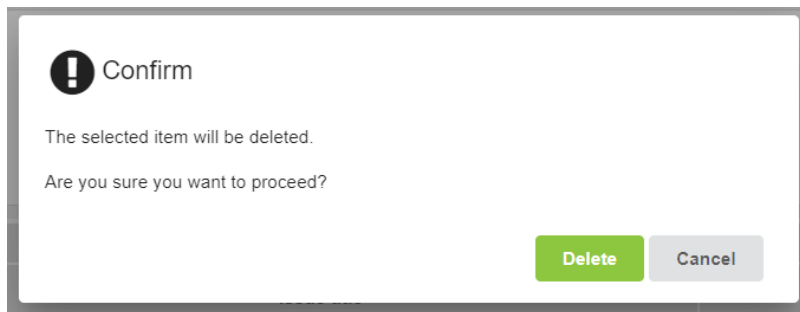 Confirm
The selected item will be deleted.
Are you sure you want to proceed?
Delete Cancel